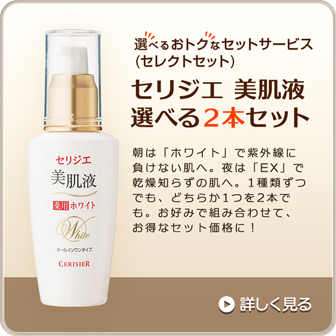 選べるおトクなセットサービス
(セレクトセット)
セリジエ 美肌液
選べる2本セット
朝は「ホワイト」で紫外線に
負けない肌へ。夜は「EX」で
乾燥知らずの肌へ。1種類ずつ
でも、どちらか1つを2本で
も。お好みで組み合わせて、
お得なセット価格に！
詳しく見る
セリジエ
美肌液
薬用ホワイト
White
オールインワンタイプ
CERISIER